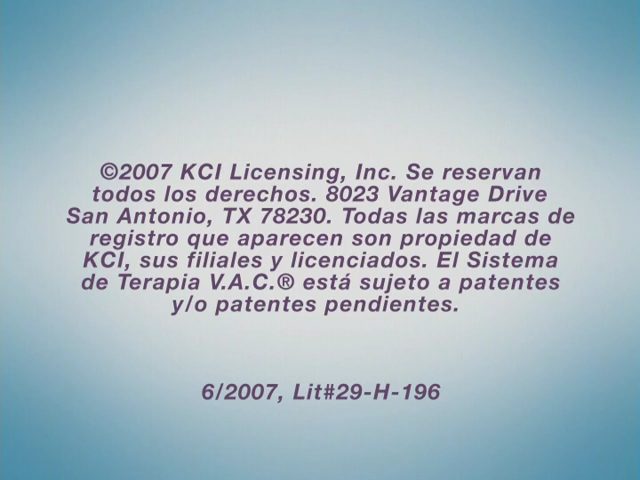 ©2007 KCI Licensing, Inc. Se reservan
todos los derechos. 8023 Vantage Drive
San Antonio, TX 78230. Todas las marcas de
registro que aparecen son propiedad de
KCI, sus filiales y licenciados. El Sistema
de Terapia V.A.C.® está sujeto a patentes
y/o patentes pendientes.
6/2007, Lit#29-H-196